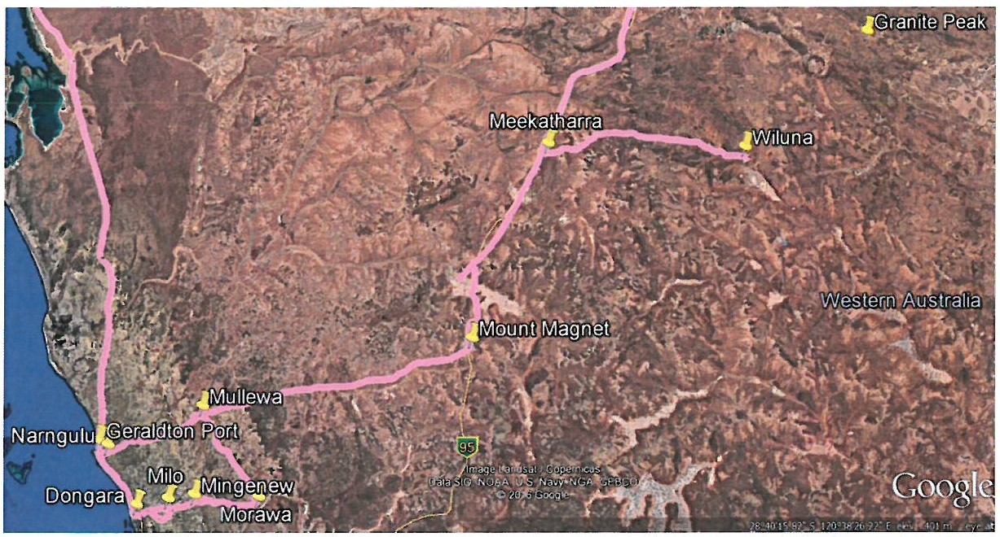 Granite Peak
Meekatharra
Wiluna
Western Australia
Mount Magnet
Mullewa
Narngulu
Geraldton Port
95
Milo
Mingenew
Dongara
Morawa
Image Landsat / Copernicus
Data SIO, NOAA, U.S. Navy, NGA, GEBCO
© 2016 Google
Google
28°40'15.82" S 120°38'26.22" E elev 401 m eye alt